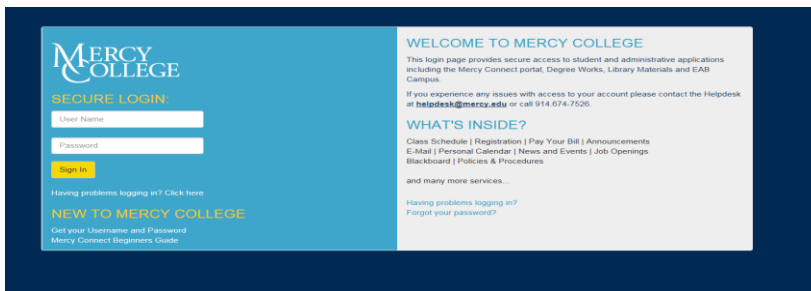 MERCY
COLLEGE
SECURE LOGIN:
User Name
Password
Sign In
Having problems logging in? Click here
NEW TO MERCY COLLEGE
Get your Username and Password
Mercy Connect Beginners Guide
WELCOME TO MERCY COLLEGE
This login page provides secure access to student and administrative applications
including the Mercy Connect portal, Degree Works, Library Materials and EAB
Campus.
If you experience any issues with access to your account please contact the Helpdesk
at helpdesk@mercy.edu or call 914.674-7526.
WHAT'S INSIDE?
Class Schedule | Registration | Pay Your Bill | Announcements
E-Mail | Personal Calendar | News and Events | Job Openings
Blackboard | Policies & Procedures
and many more services...
Having problems logging in?
Forgot your password?